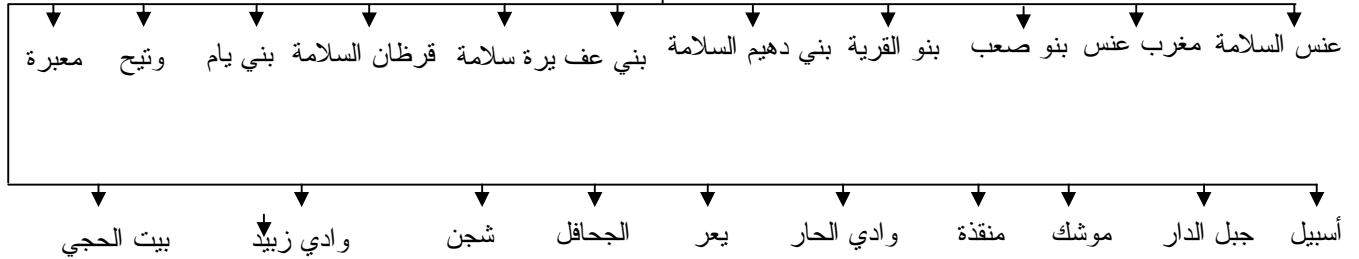 عنس السلامة مغرب عنس بنو صعب بنو القرية بني دهيم السلامة بني عف يرة سلامة قرظان السلامة بني يام وتيح معبرة
أسبيل جبل الدار موشك منقذة وادي الحار يعر الجحافل شجن وادي زبيد بيت الحجي